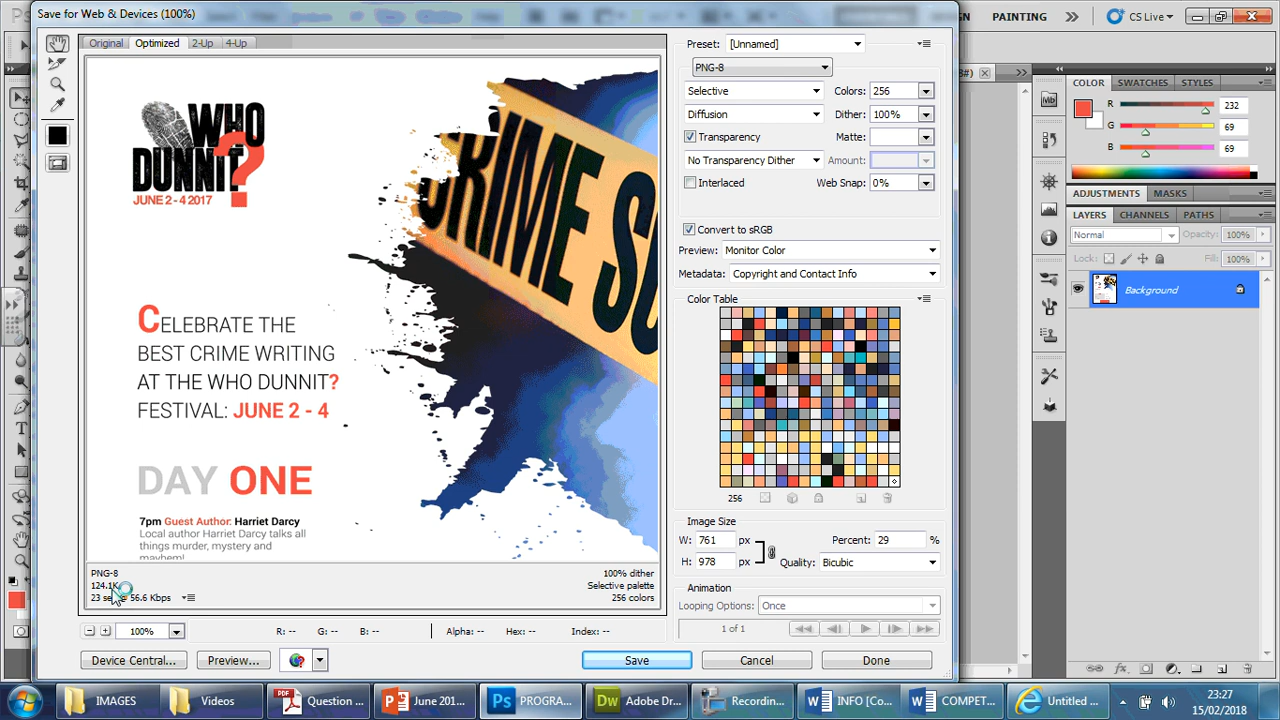 Save for Web & Devices (100%)
PAINTING
CS Live
Original
Optimized
2-Up
4-Up
Preset: [Unnamed]
PNG-8
Selective
Colors: 256
Diffusion
Dither: 100%
Transparency
Matte:
No Transparency Dither
Amount:
Interlaced
Web Snap: 0%
Convert to sRGB
Preview: Monitor Color
Metadata: Copyright and Contact Info
Color Table
256
Image Size
W: 761 px
Percent: 29 %
H: 978 px
Quality: Bicubic
Animation
Looping Options: Once
1 of 1
WHO
DUNNIT?
JUNE 2 - 4 2017
CRIME SC
CELEBRATE THE
BEST CRIME WRITING
AT THE WHO DUNNIT?
FESTIVAL: JUNE 2 - 4
DAY ONE
7pm Guest Author: Harriet Darcy
Local author Harriet Darcy talks all
things murder, mystery and
mayhem!
PNG-8
124.1K
23 sec @ 56.6 Kbps
100% dither
Selective palette
256 colors
100%
R: --
G: --
B: --
Alpha: --
Hex: --
Index: --
Device Central...
Preview...
Save
Cancel
Done
COLOR
SWATCHES
STYLES
R 232
G 69
B 69
ADJUSTMENTS
MASKS
LAYERS
CHANNELS
PATHS
Normal
Opacity: 100%
Lock:
Fill: 100%
Background
IMAGES
Videos
Question ...
June 201...
PROGRA...
Adobe Dr...
Recordin...
INFO [Co...
COMPET...
Untitled ...
23:27
15/02/2018